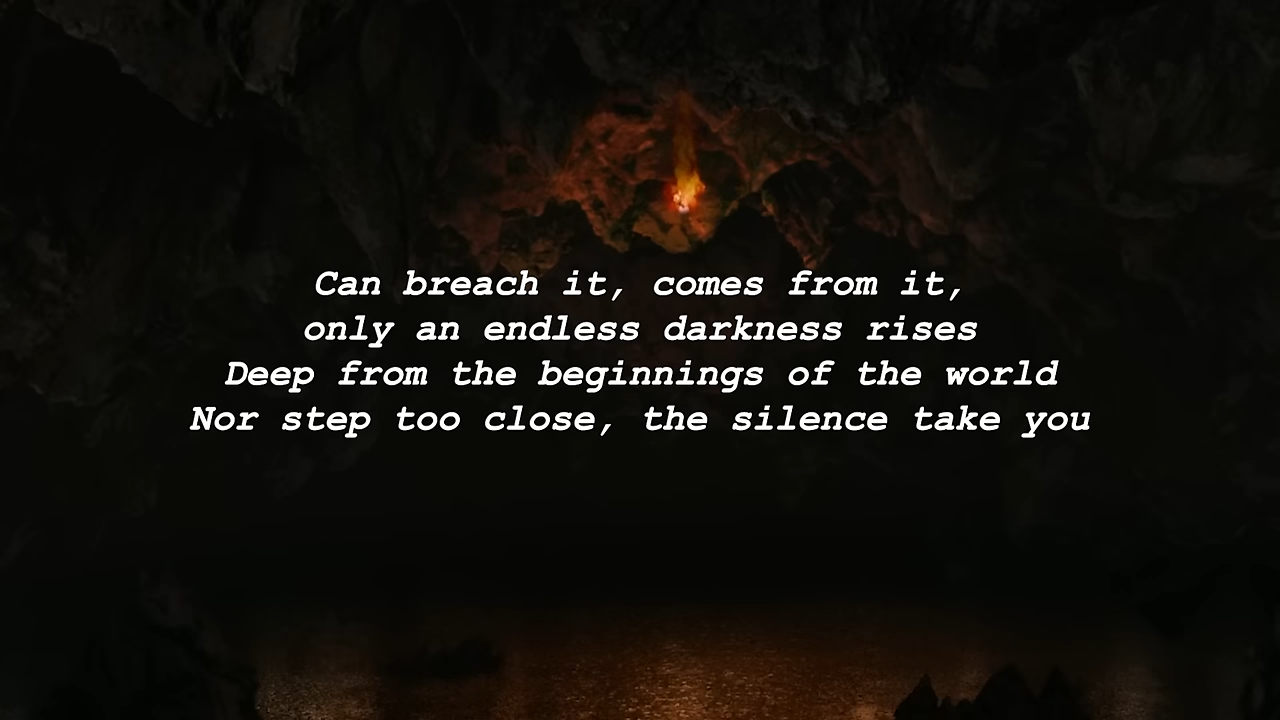 Can breach it, comes from it,
only an endless darkness rises
Deep from the beginnings of the world
Nor step too close, the silence take you